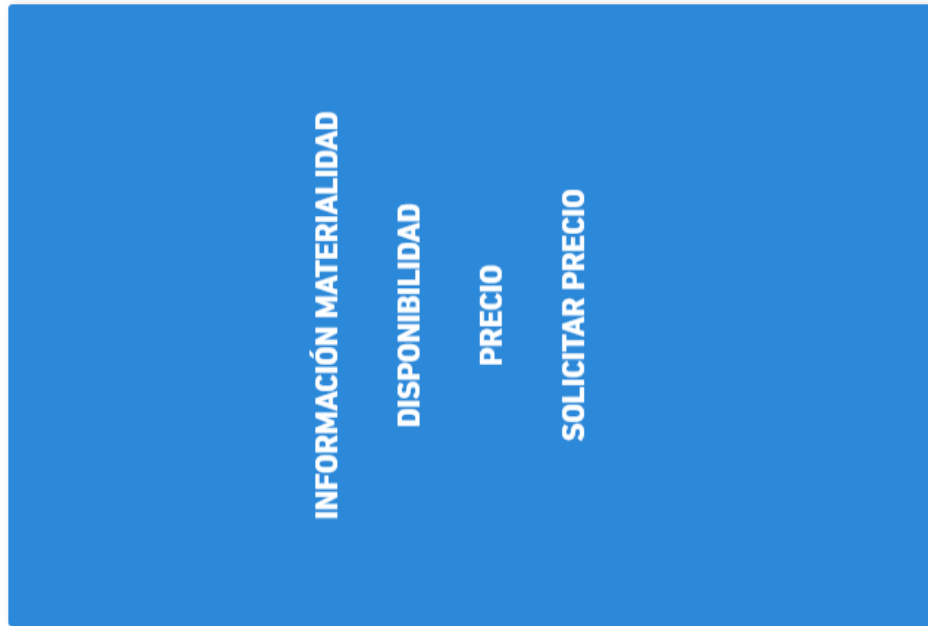 INFORMACIÓN MATERIALIDAD
DISPONIBILIDAD
PRECIO
SOLICITAR PRECIO